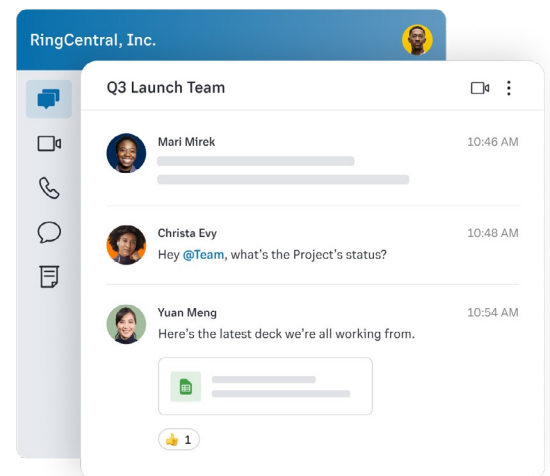 RingCentral, Inc.
Q3 Launch Team
Mari Mirek
10:46 AM
Christa Evy
10:48 AM
Hey @Team, what's the Project's status?
Yuan Meng
10:54 AM
Here's the latest deck we're all working from.
👍 1